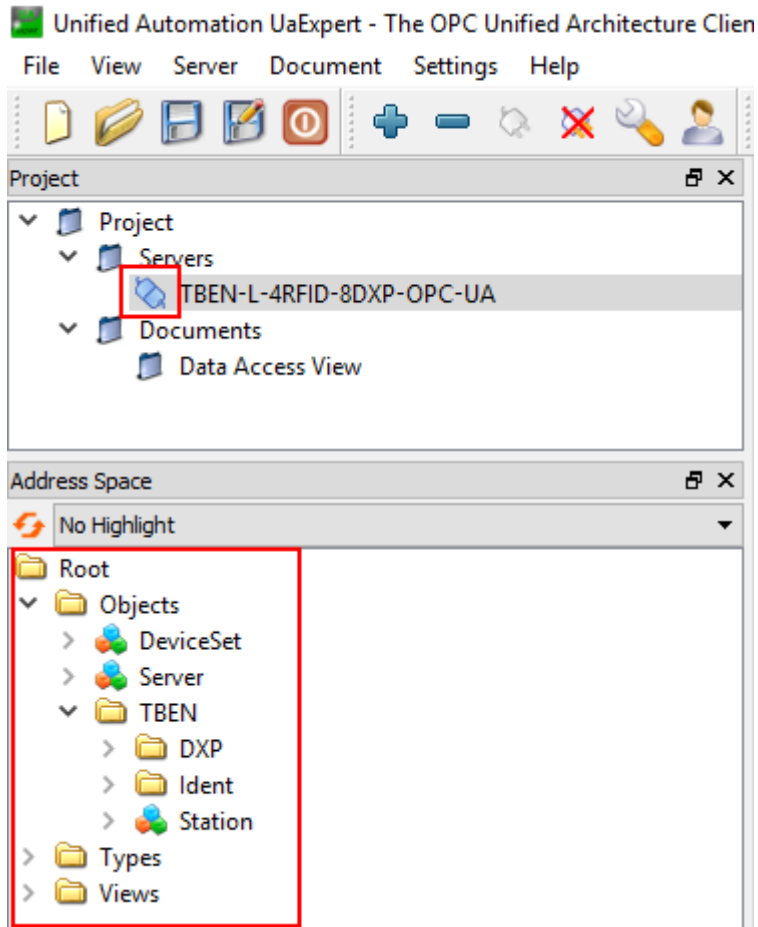 Unified Automation UaExpert - The OPC Unified Architecture Clien
File View Server Document Settings Help
Project
Project
Servers
TBEN-L-4RFID-8DXP-OPC-UA
Documents
Data Access View
Address Space
No Highlight
Root
Objects
DeviceSet
Server
TBEN
DXP
Ident
Station
Types
Views